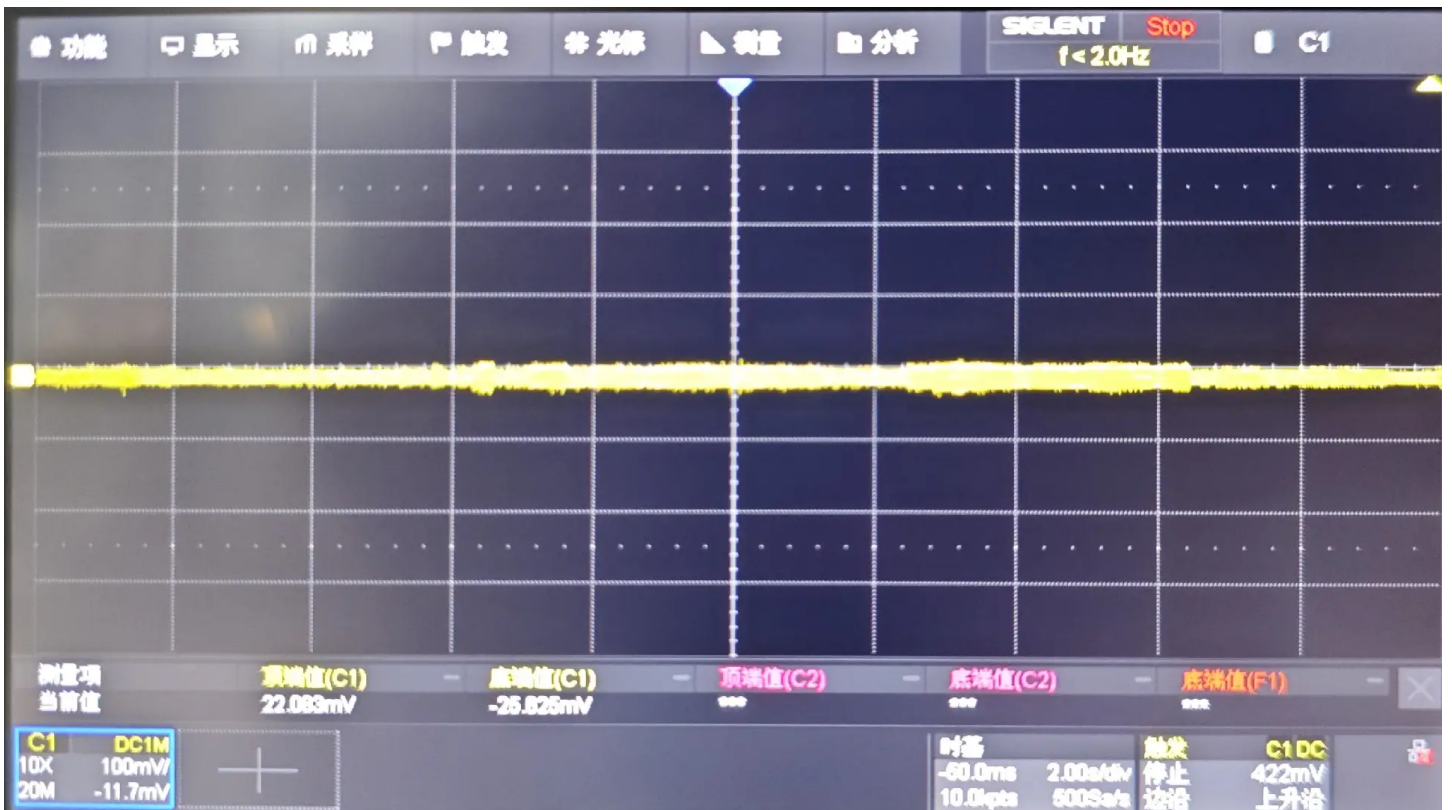 功能 显示 采样 触发 光标 测量 分析 SIGLENT Stop C1
f < 2.0Hz
测量项 顶端值(C1) 底端值(C1) 顶端值(C2) 底端值(C2) 底端值(F1)
当前值 22.083mV -25.825mV *** *** ***
C1 DC1M
10X 100mV/
20M -11.7mV
时基
-60.0ms 2.00s/div
10.0kpts 500Sa/s
触发 C1 DC
停止 422mV
边沿 上升沿